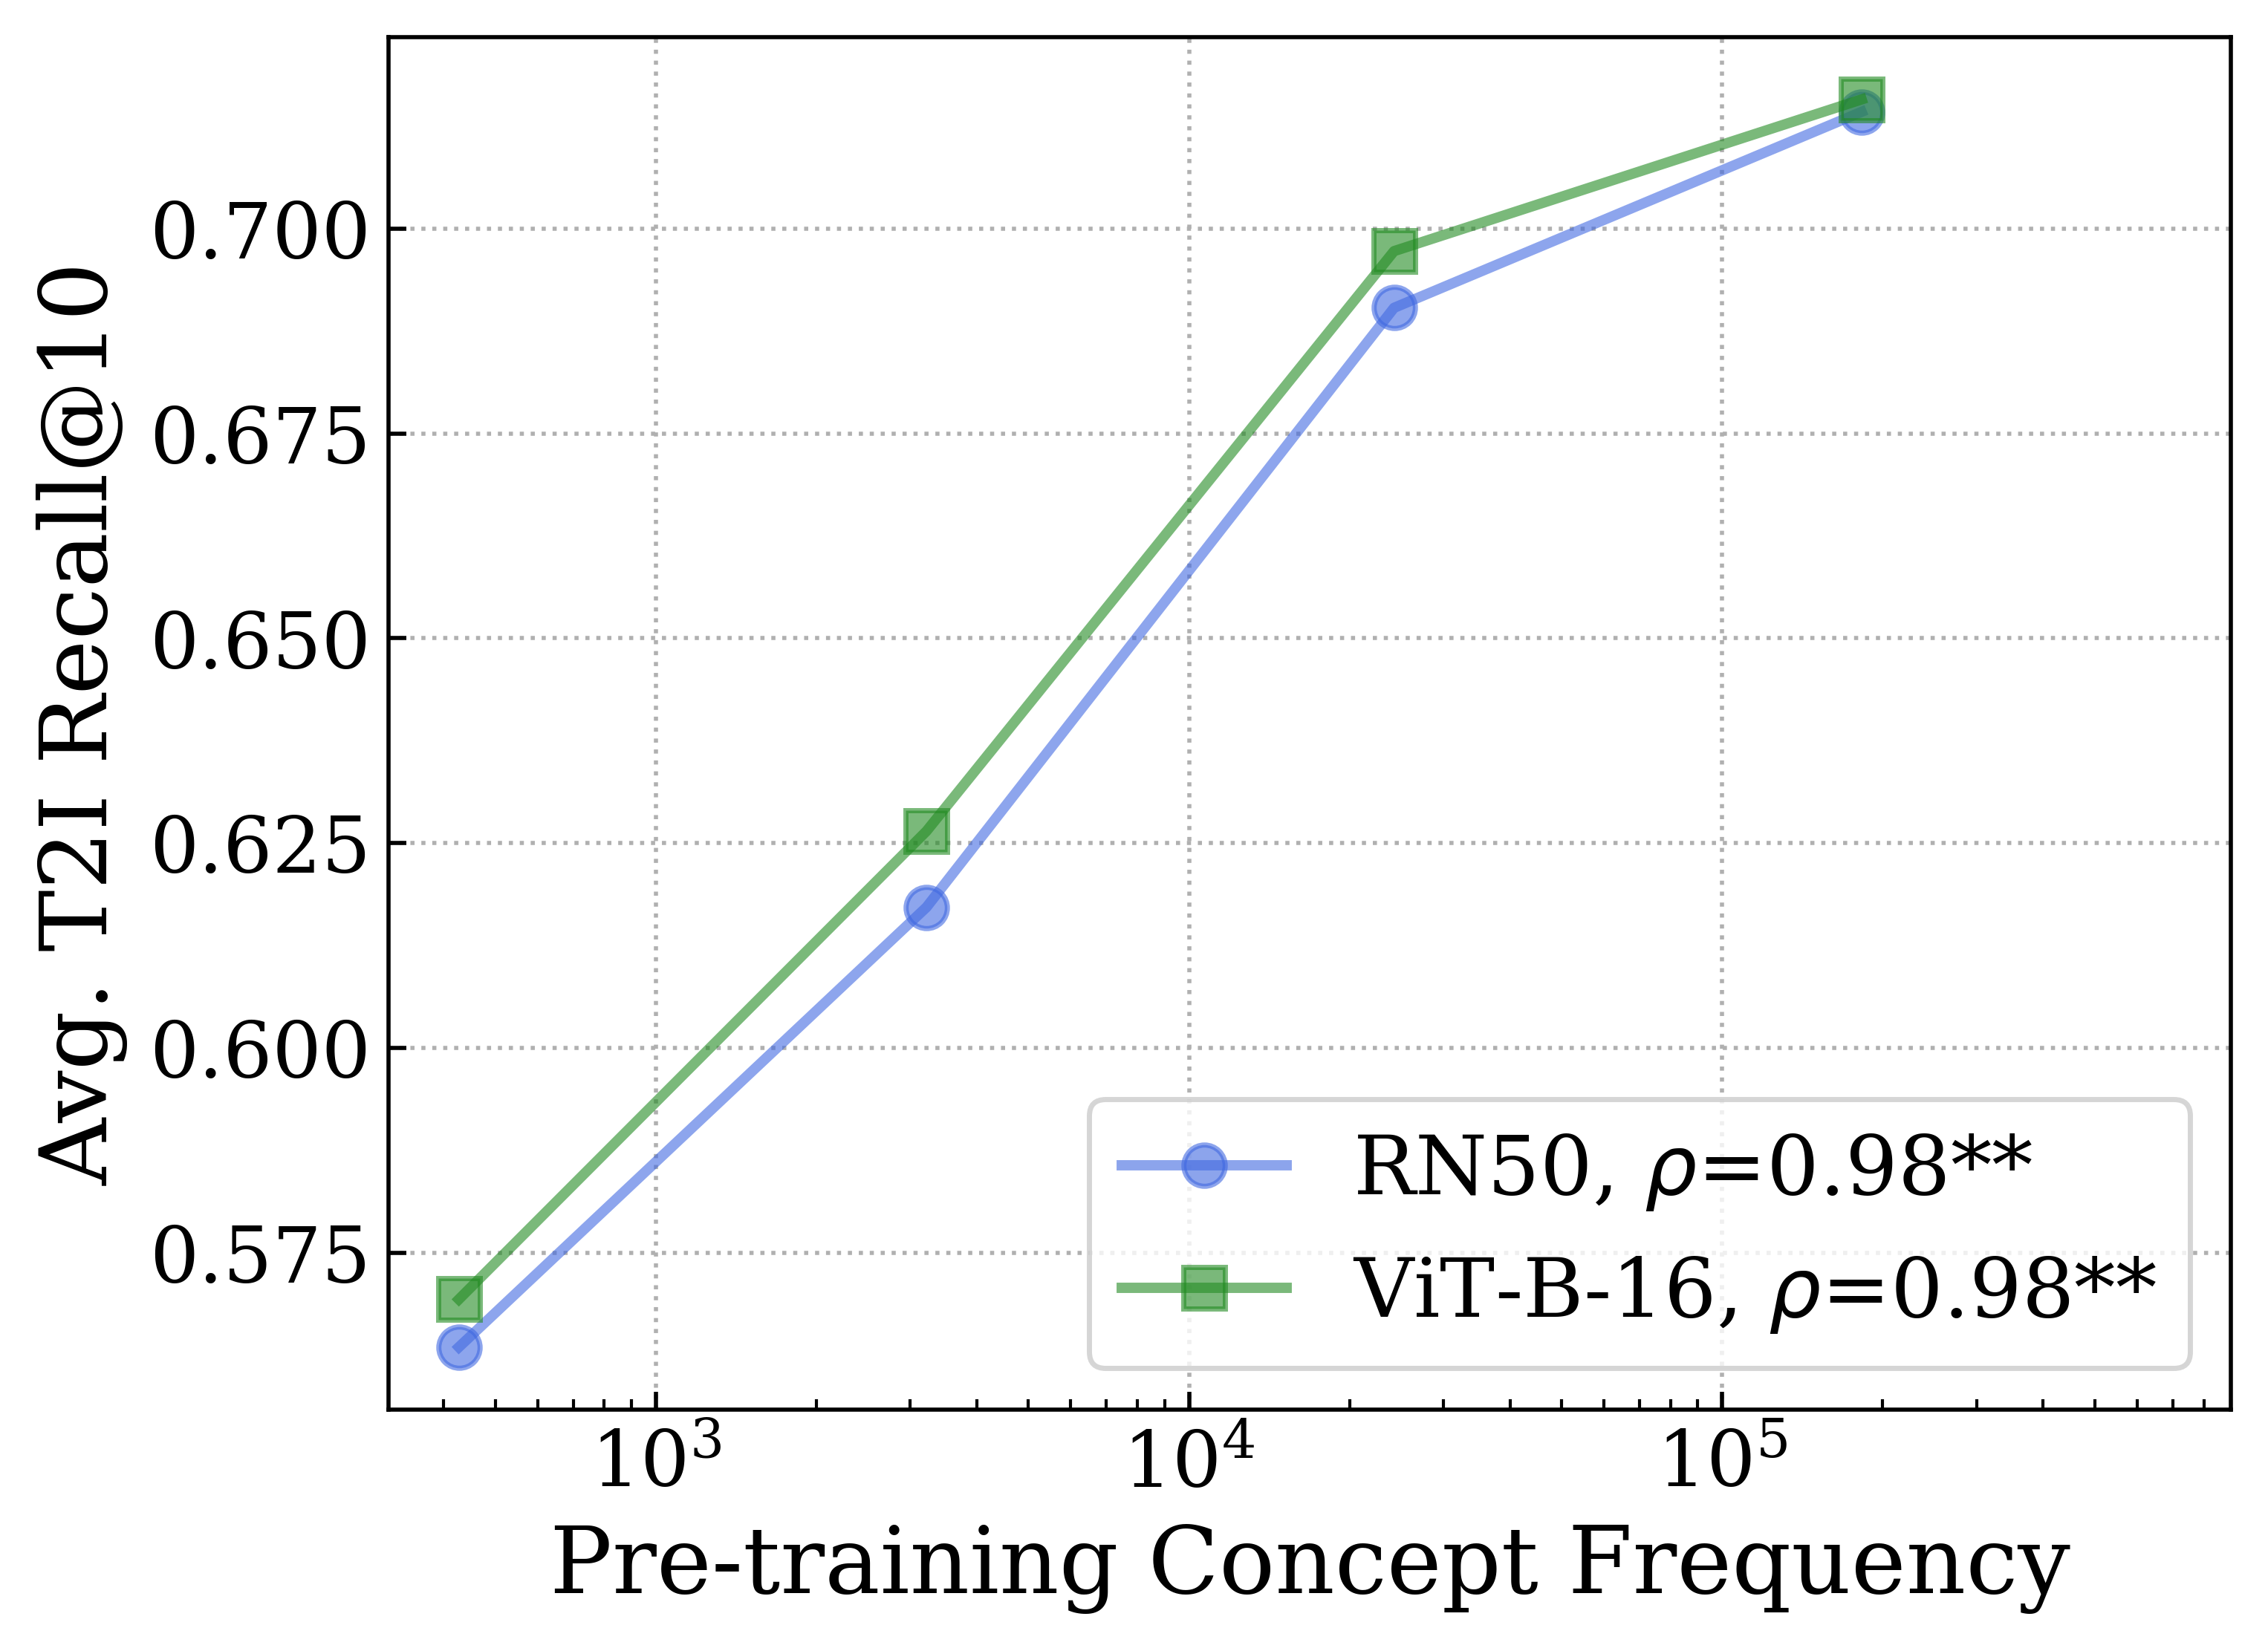 Avg. T2I Recall@10
0.700
0.675
0.650
0.625
0.600
0.575
RN50, ρ=0.98**
ViT-B-16, ρ=0.98**
10³
10⁴
10⁵
Pre-training Concept Frequency